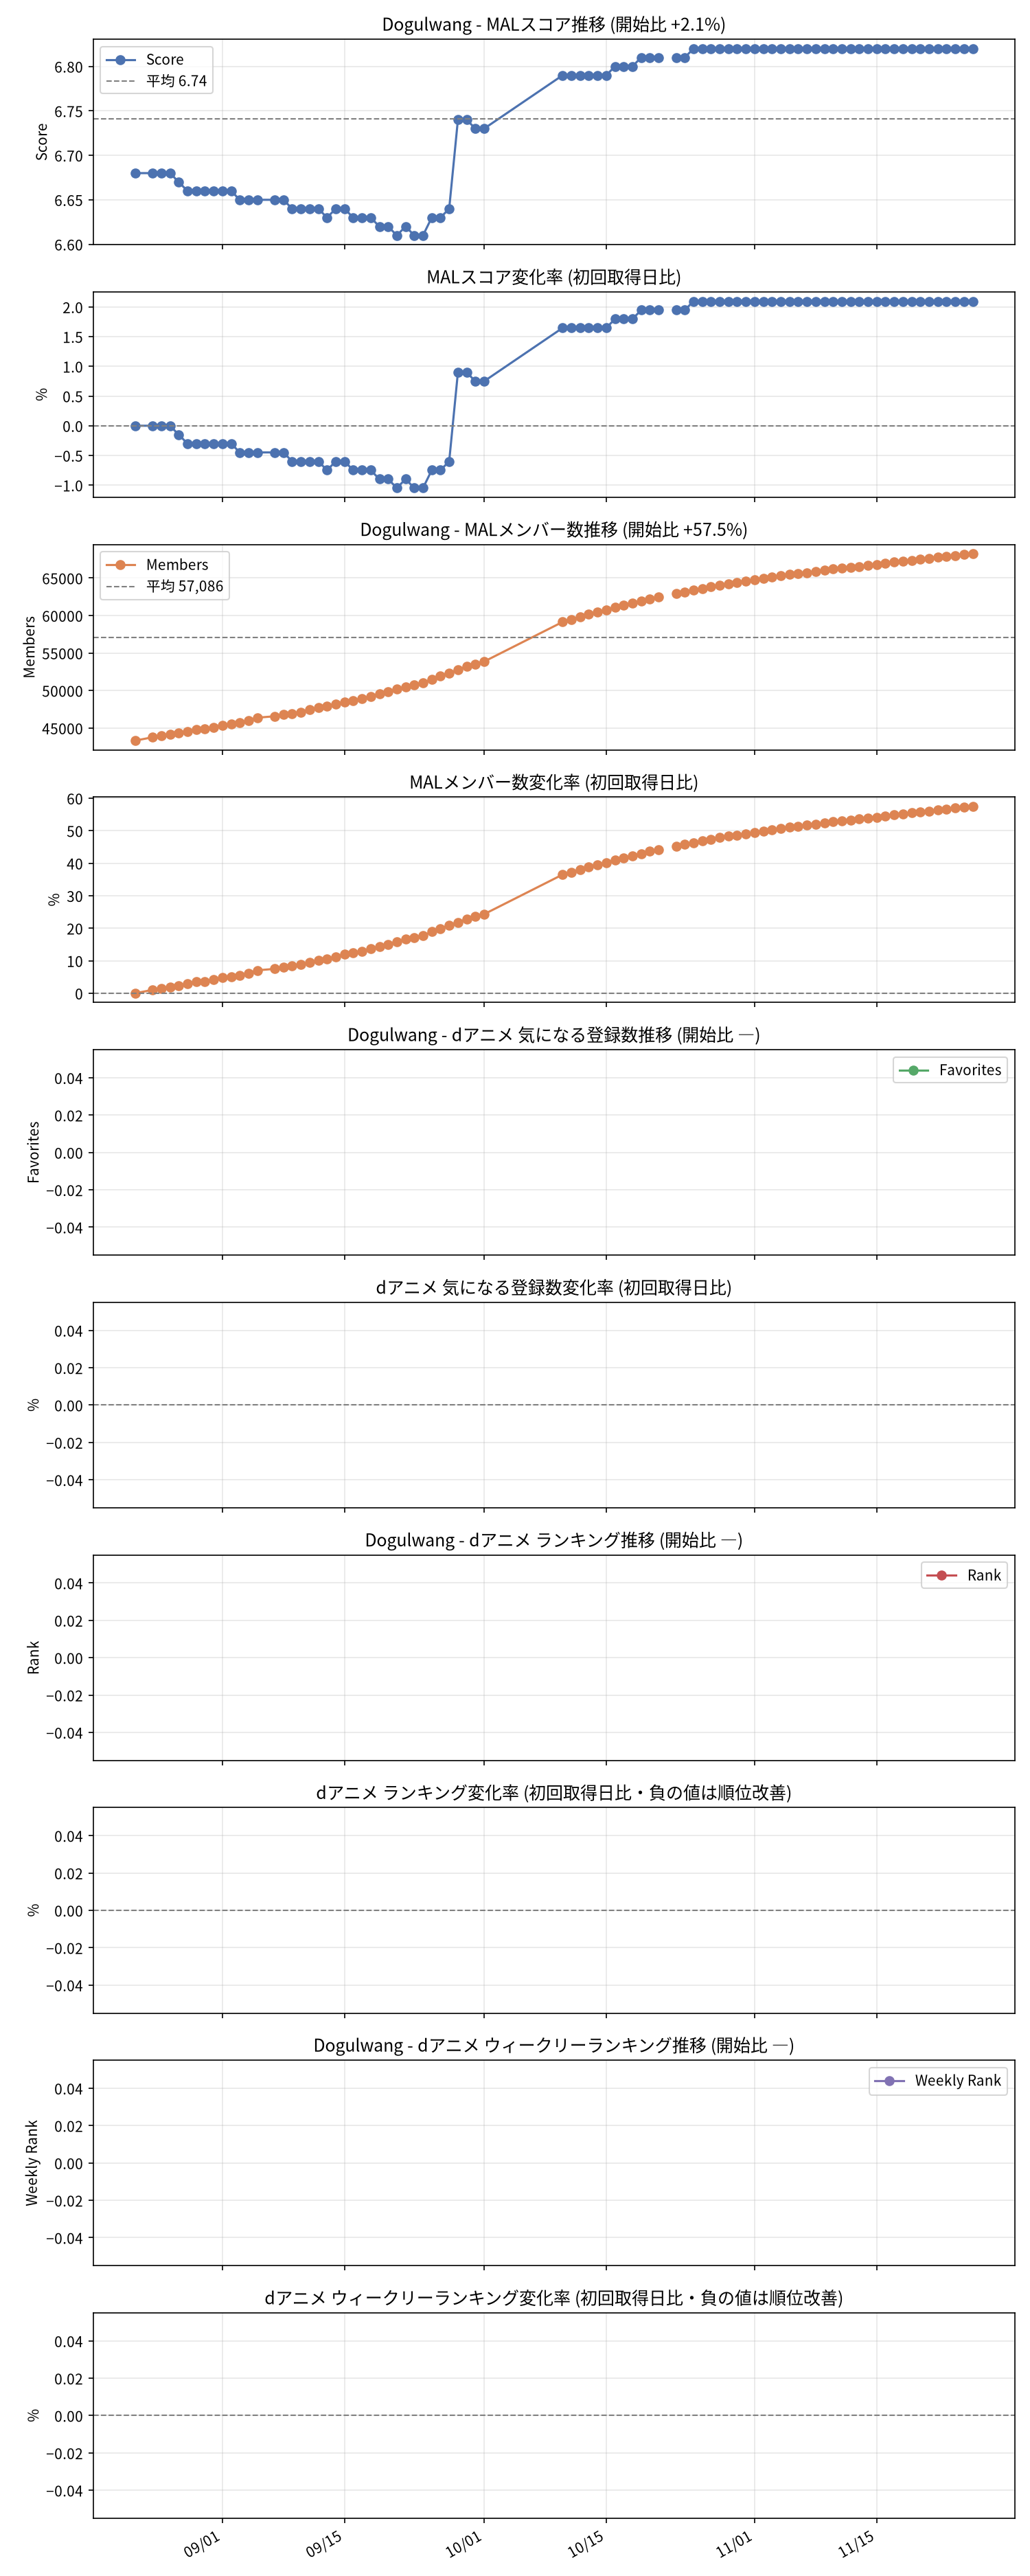 Dogulwang - MALスコア推移 (開始比 +2.1%)
Score
平均 6.74
6.80
6.75
6.70
6.65
6.60
Score
MALスコア変化率 (初回取得日比)
2.0
1.5
1.0
0.5
0.0
−0.5
−1.0
%
Dogulwang - MALメンバー数推移 (開始比 +57.5%)
Members
平均 57,086
65000
60000
55000
50000
45000
Members
MALメンバー数変化率 (初回取得日比)
60
50
40
30
20
10
0
%
Dogulwang - dアニメ 気になる登録数推移 (開始比 —)
Favorites
0.04
0.02
0.00
−0.02
−0.04
Favorites
dアニメ 気になる登録数変化率 (初回取得日比)
0.04
0.02
0.00
−0.02
−0.04
%
Dogulwang - dアニメ ランキング推移 (開始比 —)
Rank
0.04
0.02
0.00
−0.02
−0.04
Rank
dアニメ ランキング変化率 (初回取得日比・負の値は順位改善)
0.04
0.02
0.00
−0.02
−0.04
%
Dogulwang - dアニメ ウィークリーランキング推移 (開始比 —)
Weekly Rank
0.04
0.02
0.00
−0.02
−0.04
Weekly Rank
dアニメ ウィークリーランキング変化率 (初回取得日比・負の値は順位改善)
0.04
0.02
0.00
−0.02
−0.04
%
09/01
09/15
10/01
10/15
11/01
11/15